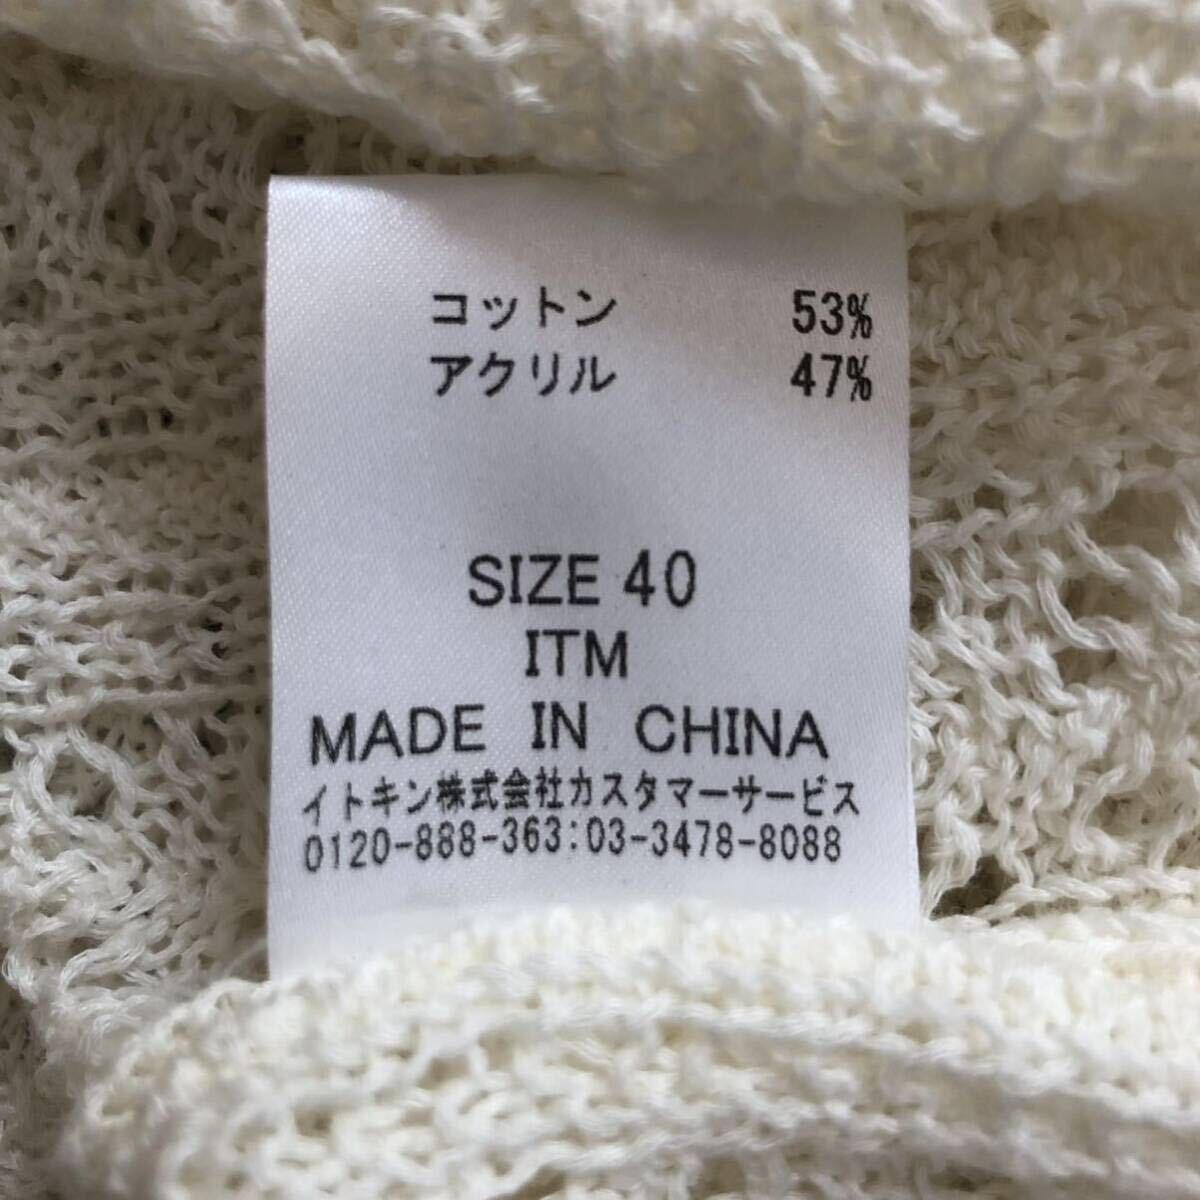 コットン 53%
アクリル 47%
SIZE 40
ITM
MADE IN CHINA
イトキン株式会社カスタマーサービス
0120-888-363:03-3478-8088